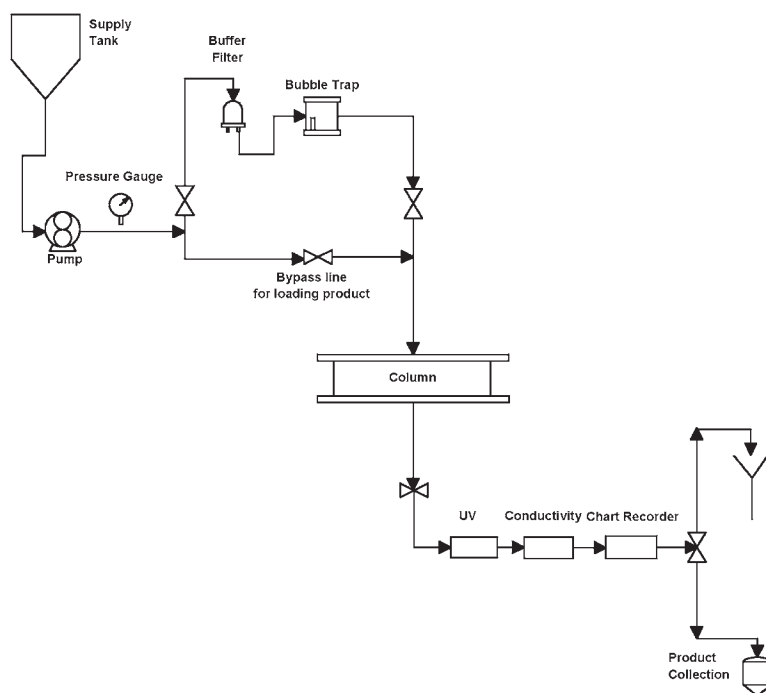 Supply
Tank
Buffer
Filter
Bubble Trap
Pressure Gauge
Pump
Bypass line
for loading product
Column
UV
Conductivity
Chart Recorder
Product
Collection